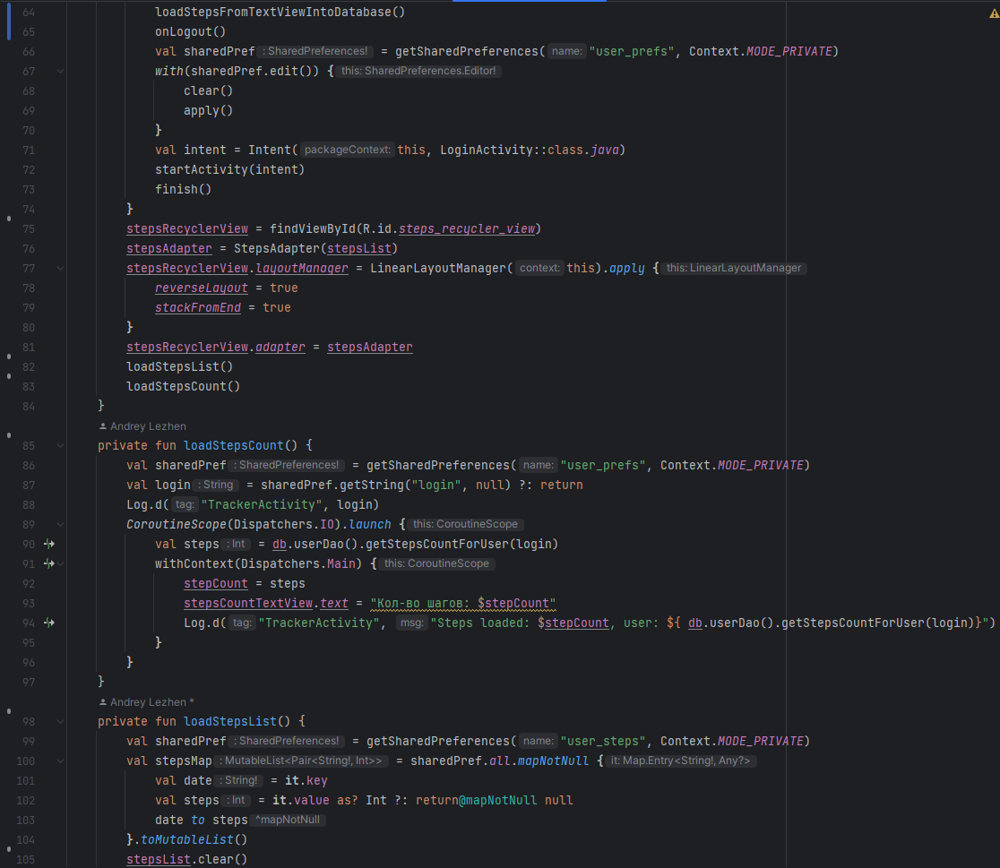 64 loadStepsFromTextViewIntoDatabase()
65 onLogout()
66 val sharedPref : SharedPreferences! = getSharedPreferences( name: "user_prefs", Context.MODE_PRIVATE)
67 with(sharedPref.edit()) { this: SharedPreferences.Editor!
68 clear()
69 apply()
70 }
71 val intent = Intent( packageContext: this, LoginActivity::class.java)
72 startActivity(intent)
73 finish()
74 }
75 stepsRecyclerView = findViewById(R.id.steps_recycler_view)
76 stepsAdapter = StepsAdapter(stepsList)
77 stepsRecyclerView.layoutManager = LinearLayoutManager( context: this).apply { this: LinearLayoutManager
78 reverseLayout = true
79 stackFromEnd = true
80 }
81 stepsRecyclerView.adapter = stepsAdapter
82 loadStepsList()
83 loadStepsCount()
84 }
Andrey Lezhen
85 private fun loadStepsCount() {
86 val sharedPref : SharedPreferences! = getSharedPreferences( name: "user_prefs", Context.MODE_PRIVATE)
87 val login : String = sharedPref.getString("login", null) ?: return
88 Log.d( tag: "TrackerActivity", login)
89 CoroutineScope(Dispatchers.IO).launch { this: CoroutineScope
90 val steps : Int = db.userDao().getStepsCountForUser(login)
91 withContext(Dispatchers.Main) { this: CoroutineScope
92 stepCount = steps
93 stepsCountTextView.text = "Кол-во шагов: $stepCount"
94 Log.d( tag: "TrackerActivity", msg: "Steps loaded: $stepCount, user: ${ db.userDao().getStepsCountForUser(login)}")
95 }
96 }
97 }
Andrey Lezhen *
98 private fun loadStepsList() {
99 val sharedPref : SharedPreferences! = getSharedPreferences( name: "user_steps", Context.MODE_PRIVATE)
100 val stepsMap : MutableList<Pair<String!, Int>> = sharedPref.all.mapNotNull { it: Map.Entry<String!, Any?>
101 val date : String! = it.key
102 val steps : Int = it.value as? Int ?: return@mapNotNull null
103 date to steps ^mapNotNull
104 }.toMutableList()
105 stepsList.clear()